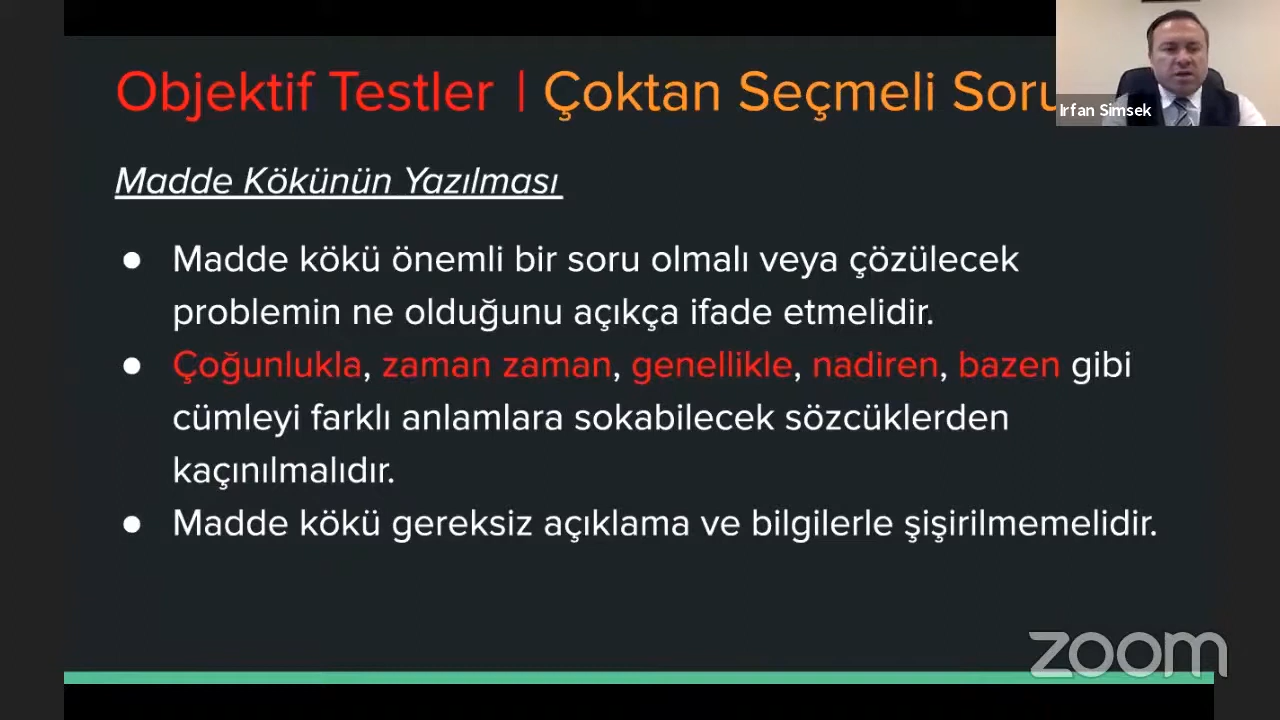 Objektif Testler | Çoktan Seçmeli Soru
Irfan Simsek
Madde Kökünün Yazılması
● Madde kökü önemli bir soru olmalı veya çözülecek
problemin ne olduğunu açıkça ifade etmelidir.
● Çoğunlukla, zaman zaman, genellikle, nadiren, bazen gibi
cümleyi farklı anlamlara sokabilecek sözcüklerden
kaçınılmalıdır.
● Madde kökü gereksiz açıklama ve bilgilerle şişirilmemelidir.
zoom